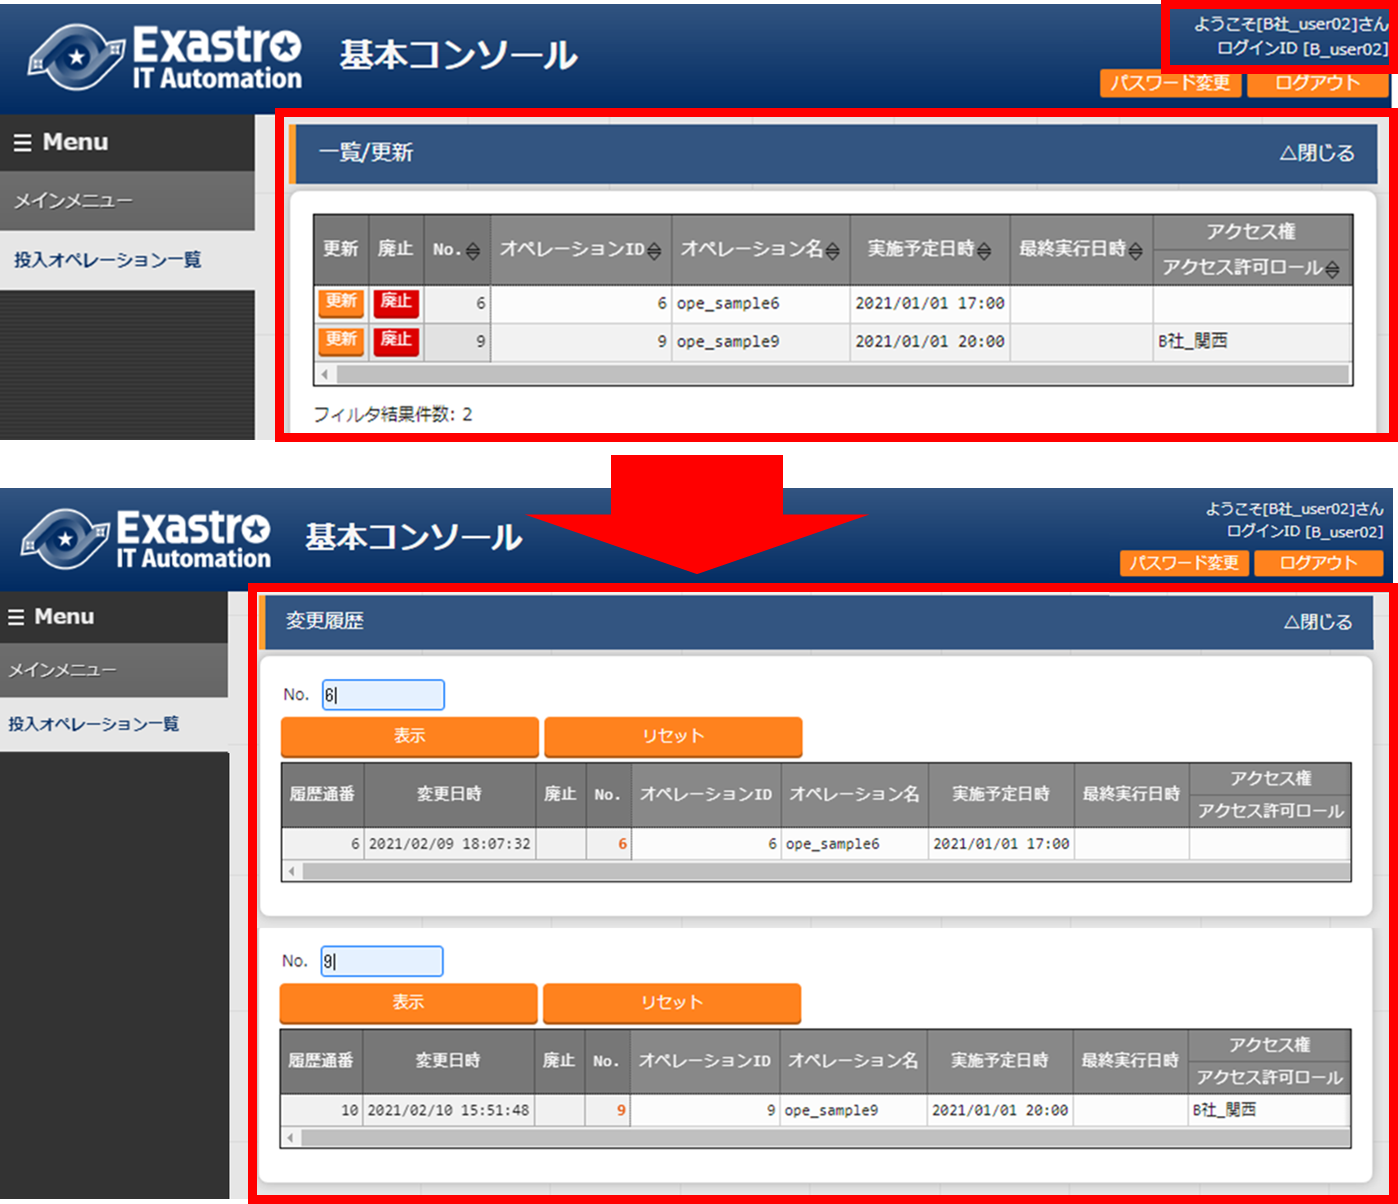 Exastro
IT Automation
基本コンソール
ようこそ[B社_user02]さん
ログインID [B_user02]
パスワード変更 ログアウト
☰ Menu
メインメニュー
投入オペレーション一覧
一覧/更新 △閉じる
更新 廃止 No. オペレーションID オペレーション名 実施予定日時 最終実行日時 アクセス権
アクセス許可ロール
更新 廃止 6 6 ope_sample6 2021/01/01 17:00
更新 廃止 9 9 ope_sample9 2021/01/01 20:00 B社_関西
フィルタ結果件数: 2
Exastro
IT Automation
基本コンソール
ようこそ[B社_user02]さん
ログインID [B_user02]
パスワード変更 ログアウト
☰ Menu
メインメニュー
投入オペレーション一覧
変更履歴 △閉じる
No. 6
表示 リセット
履歴通番 変更日時 廃止 No. オペレーションID オペレーション名 実施予定日時 最終実行日時 アクセス権
アクセス許可ロール
6 2021/02/09 18:07:32 6 6 ope_sample6 2021/01/01 17:00
No. 9
表示 リセット
履歴通番 変更日時 廃止 No. オペレーションID オペレーション名 実施予定日時 最終実行日時 アクセス権
アクセス許可ロール
10 2021/02/10 15:51:48 9 9 ope_sample9 2021/01/01 20:00 B社_関西